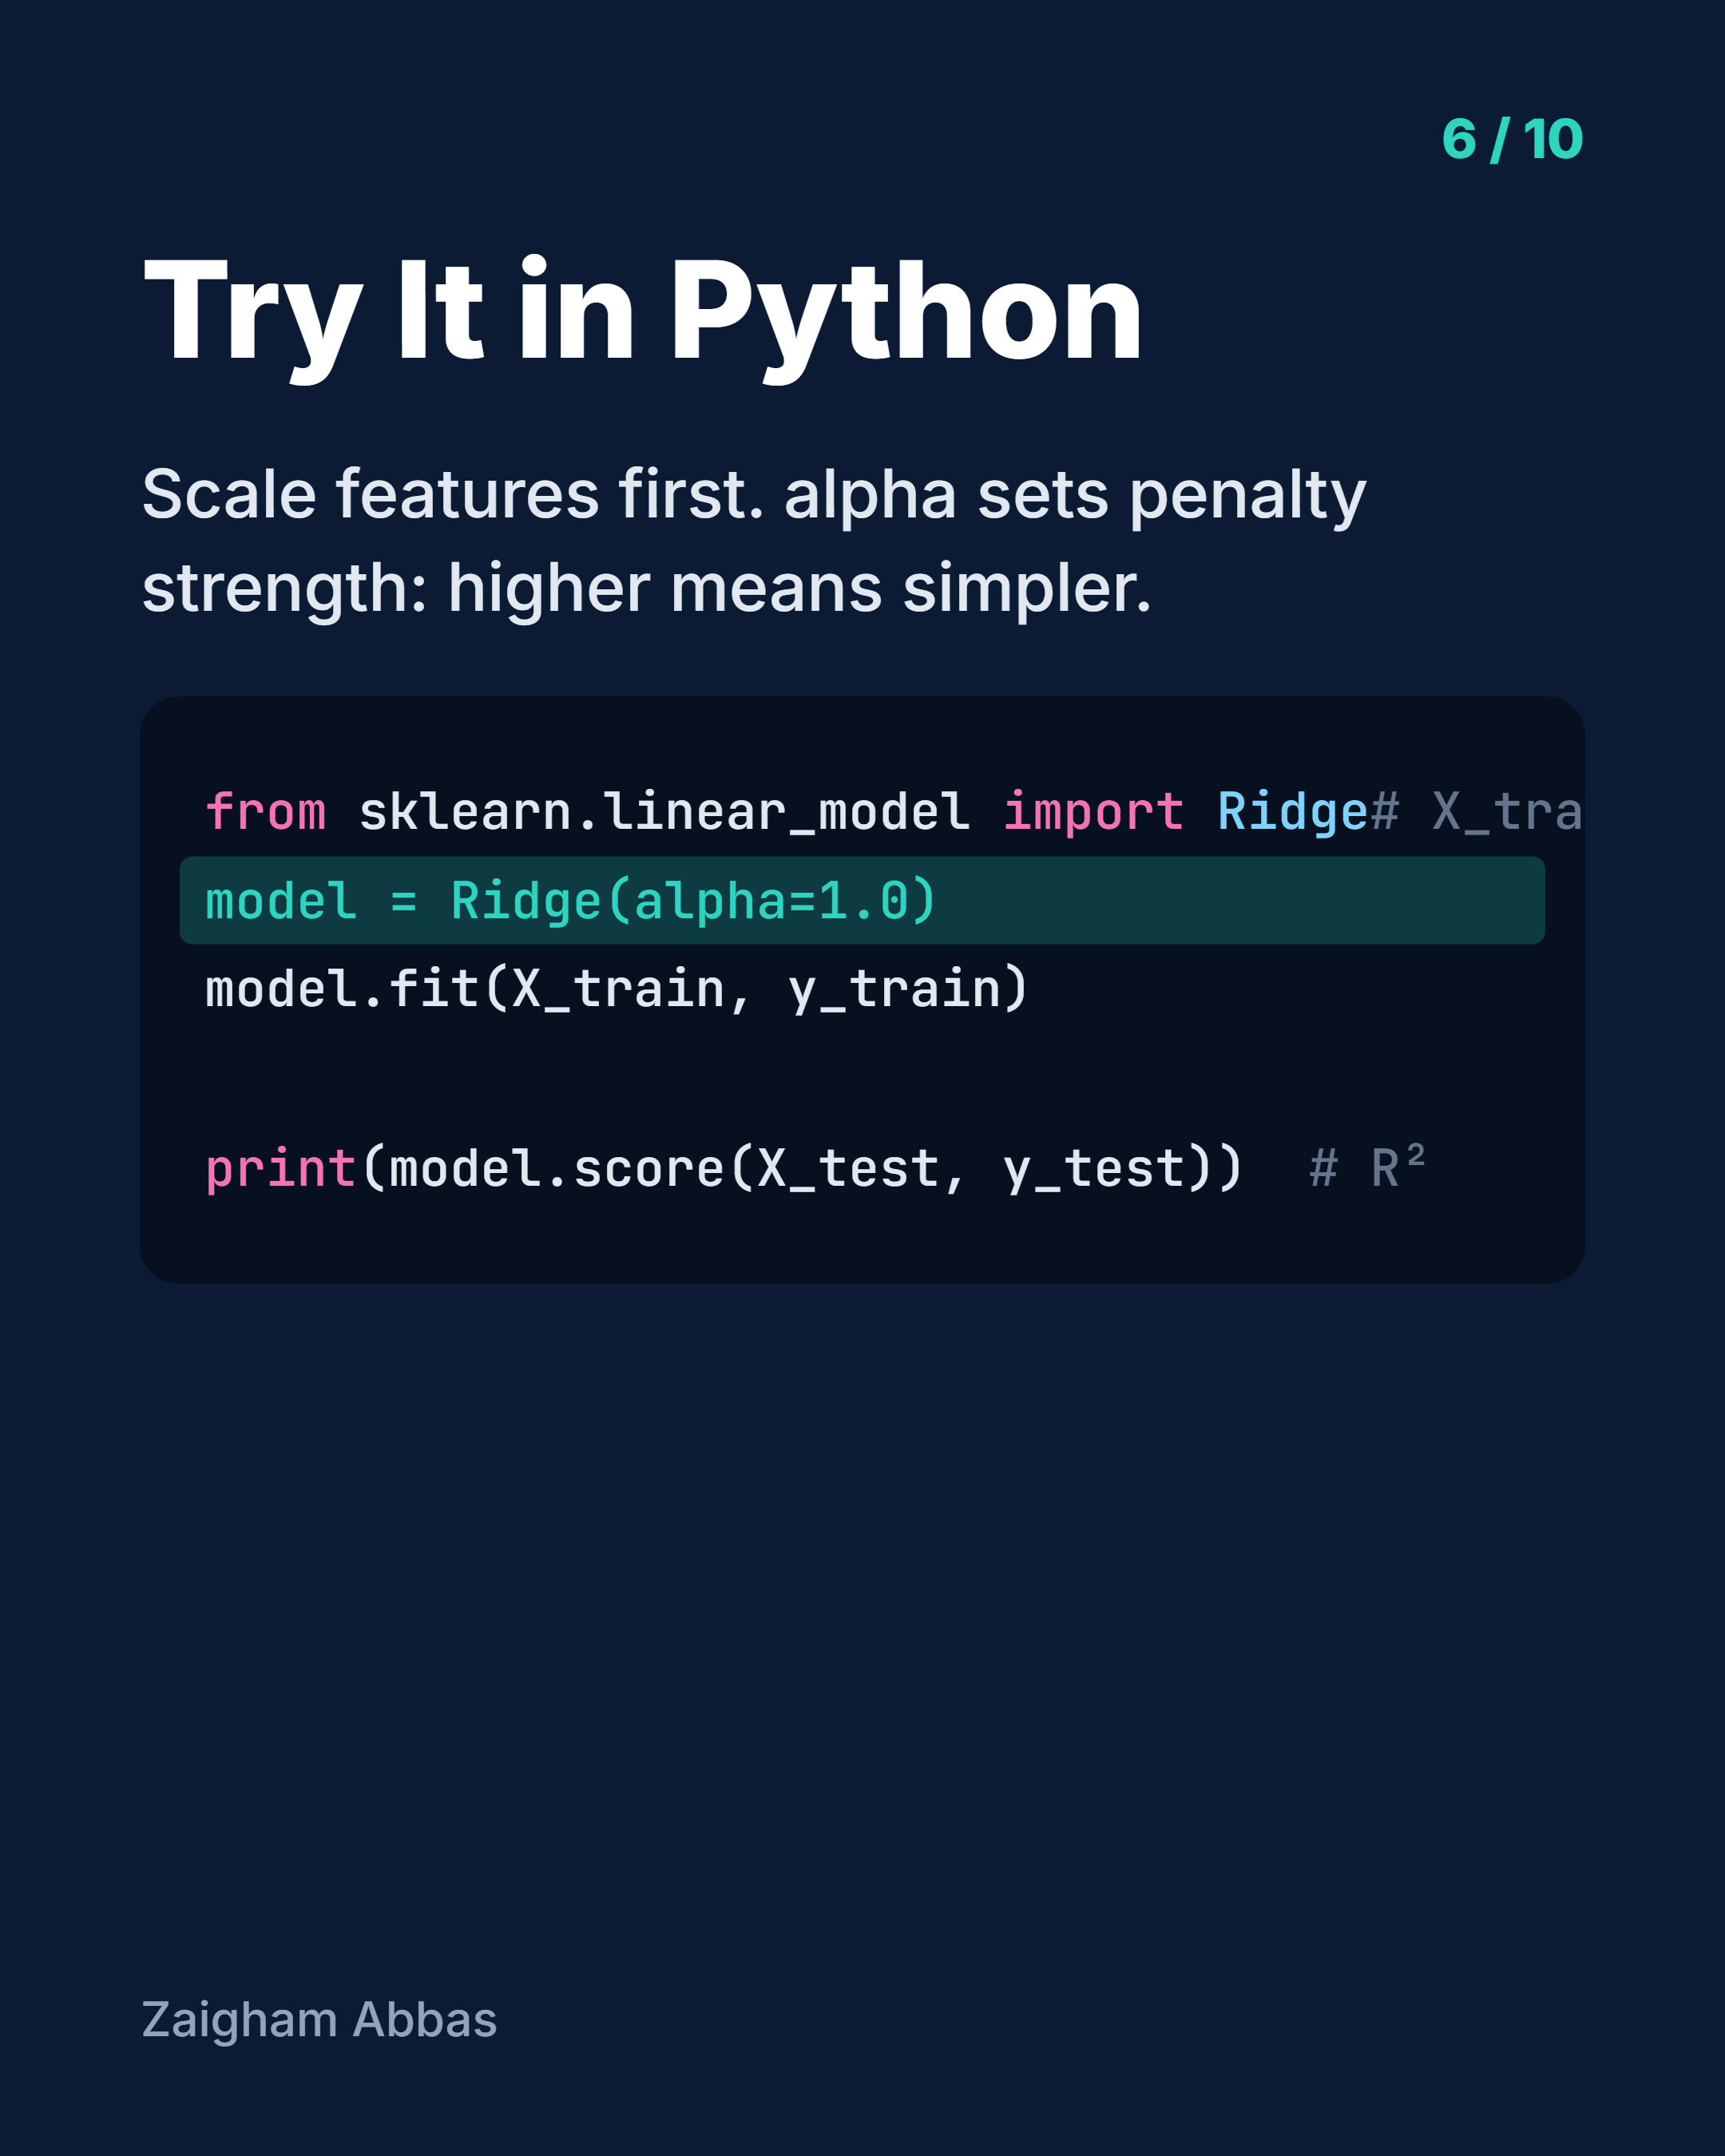 6 / 10
Try It in Python
Scale features first. alpha sets penalty
strength: higher means simpler.
from sklearn.linear_model import Ridge# X_tra
model = Ridge(alpha=1.0)
model.fit(X_train, y_train)
print(model.score(X_test, y_test))  # R²
Zaigham Abbas